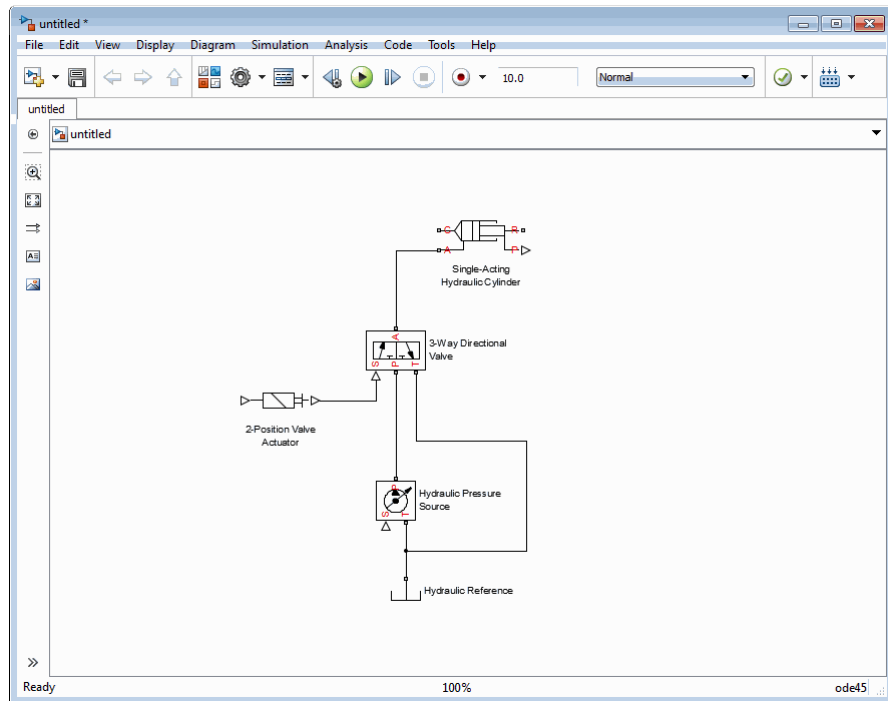 untitled *
File Edit View Display Diagram Simulation Analysis Code Tools Help
10.0 Normal
untitled
untitled
C R
A P
Single-Acting
Hydraulic Cylinder
A
3-Way Directional
Valve
S P T
2-Position Valve
Actuator
P
Hydraulic Pressure
Source
S T
Hydraulic Reference
Ready 100% ode45